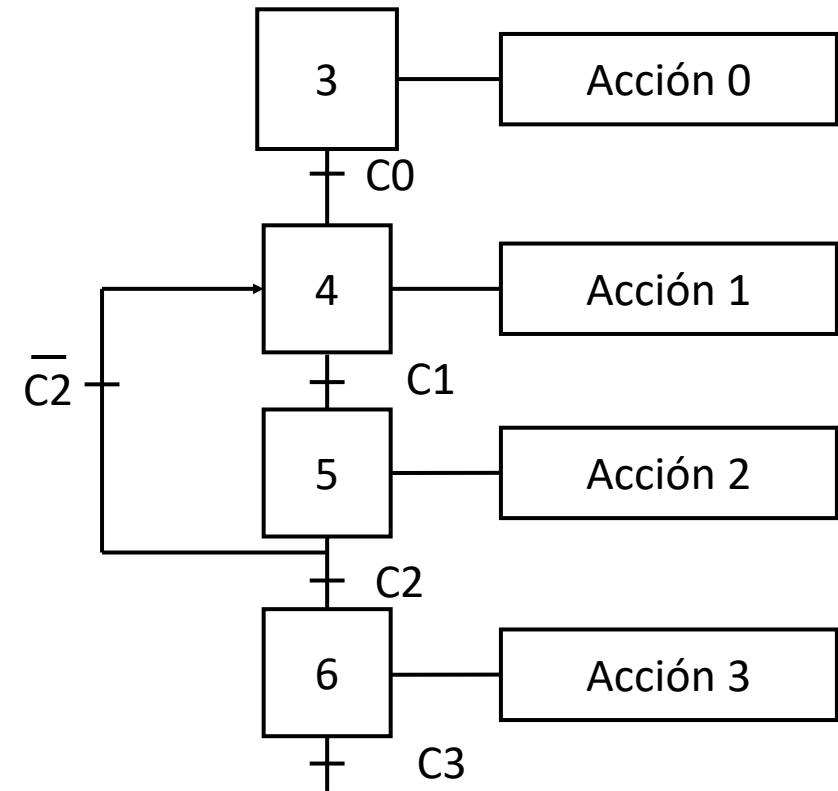 3
Acción 0
C0
4
Acción 1
C2̅
C1
5
Acción 2
C2
6
Acción 3
C3